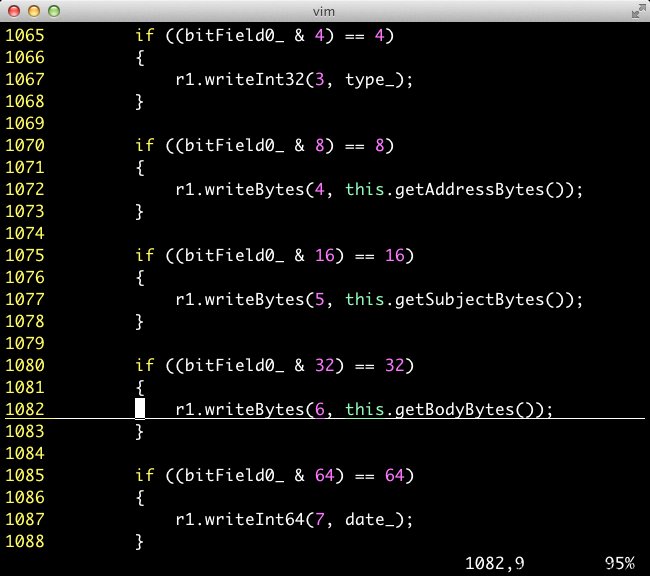 vim
1065         if ((bitField0_ & 4) == 4)
1066         {
1067             r1.writeInt32(3, type_);
1068         }
1069
1070         if ((bitField0_ & 8) == 8)
1071         {
1072             r1.writeBytes(4, this.getAddressBytes());
1073         }
1074
1075         if ((bitField0_ & 16) == 16)
1076         {
1077             r1.writeBytes(5, this.getSubjectBytes());
1078         }
1079
1080         if ((bitField0_ & 32) == 32)
1081         {
1082             r1.writeBytes(6, this.getBodyBytes());
1083         }
1084
1085         if ((bitField0_ & 64) == 64)
1086         {
1087             r1.writeInt64(7, date_);
1088         }
1082,9 95%